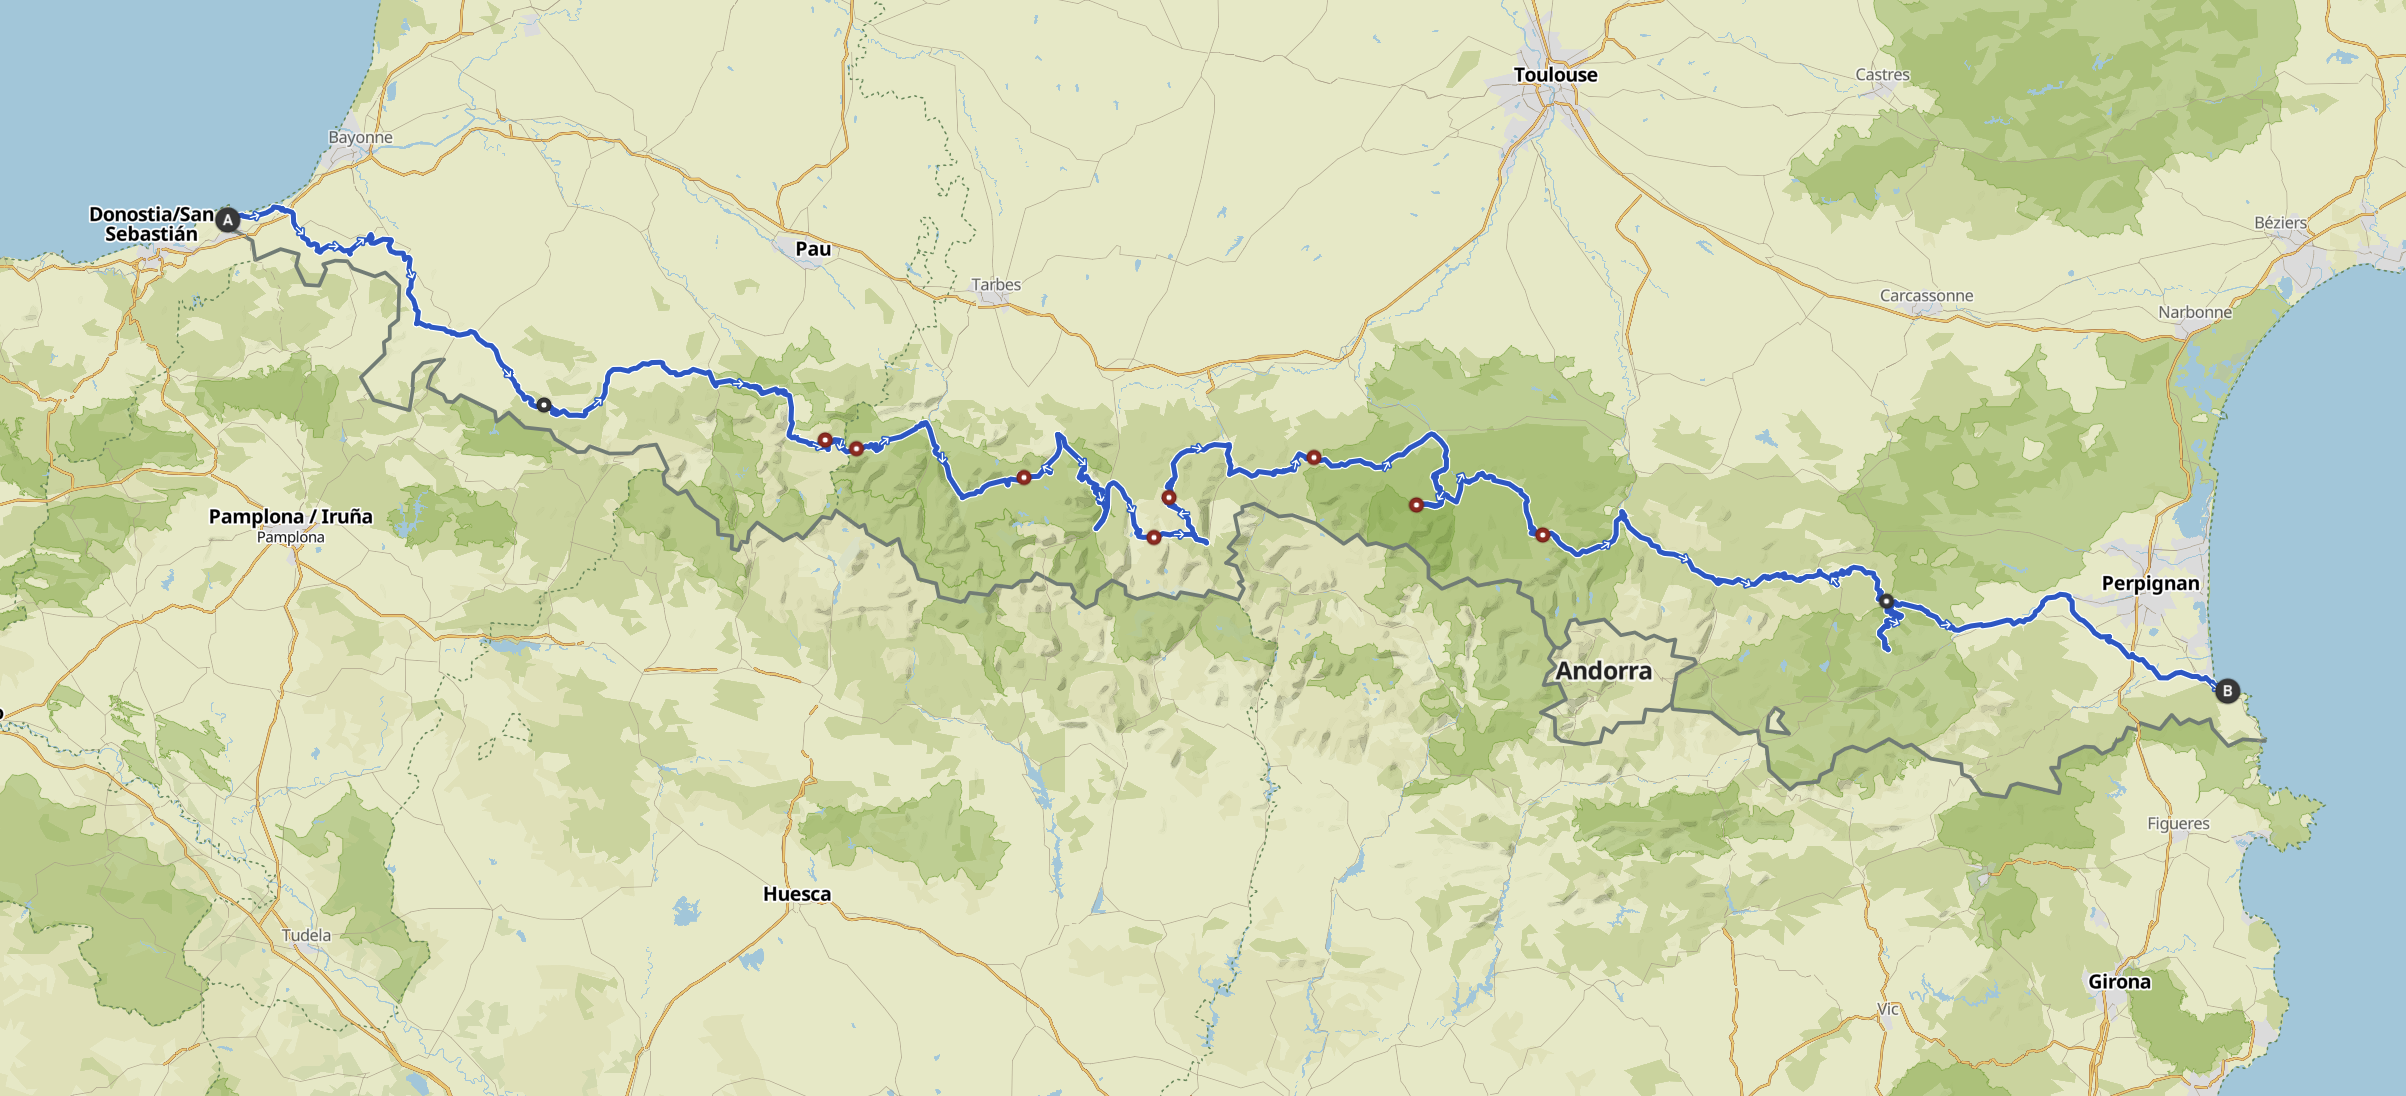 Toulouse
Castres
Bayonne
A
Donostia/San
Sebastián
Béziers
Pau
Tarbes
Carcassonne
Narbonne
Pamplona / Iruña
Pamplona
Perpignan
Andorra
B
Figueres
Huesca
Tudela
Girona
Vic